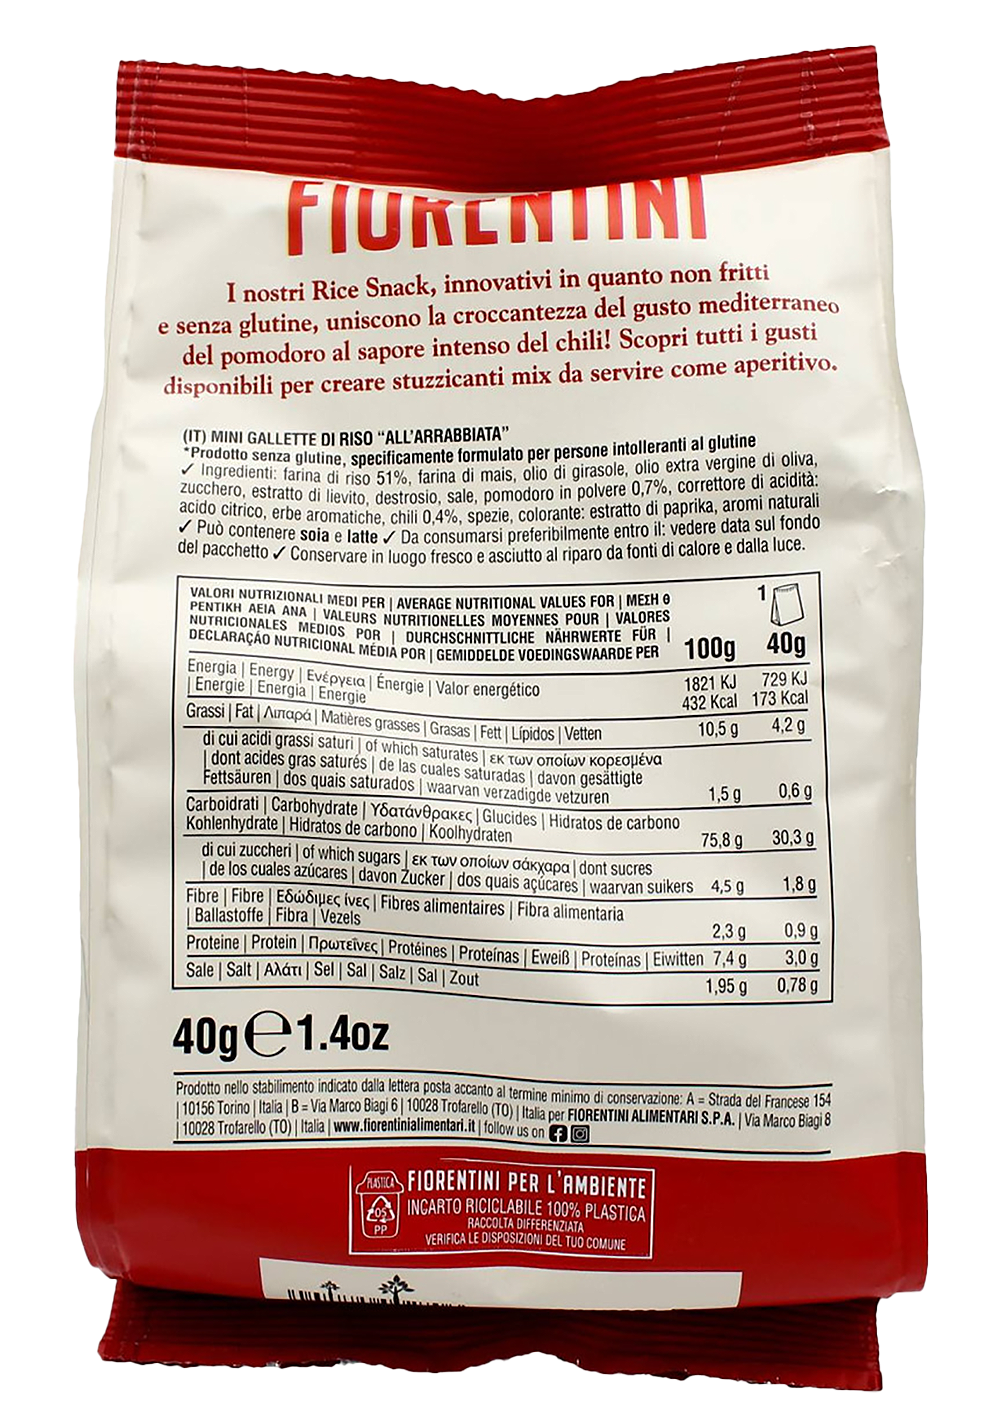 FIORENTINI
I nostri Rice Snack, innovativi in quanto non fritti
e senza glutine, uniscono la croccantezza del gusto mediterraneo
del pomodoro al sapore intenso del chili! Scopri tutti i gusti
disponibili per creare stuzzicanti mix da servire come aperitivo.
(IT) MINI GALLETTE DI RISO “ALL’ARRABBIATA”
*Prodotto senza glutine, specificamente formulato per persone intolleranti al glutine
✓ Ingredienti: farina di riso 51%, farina di mais, olio di girasole, olio extra vergine di oliva,
zucchero, estratto di lievito, destrosio, sale, pomodoro in polvere 0,7%, correttore di acidità:
acido citrico, erbe aromatiche, chili 0,4%, spezie, colorante: estratto di paprika, aromi naturali
✓ Può contenere soia e latte ✓ Da consumarsi preferibilmente entro il: vedere data sul fondo
del pacchetto ✓ Conservare in luogo fresco e asciutto al riparo da fonti di calore e dalla luce.
VALORI NUTRIZIONALI MEDI PER | AVERAGE NUTRITIONAL VALUES FOR | ΜΕΣΗ Θ
ΡΕΝΤΙΚΗ ΑΕΙΑ ΑΝΑ | VALEURS NUTRITIONELLES MOYENNES POUR | VALORES
NUTRICIONALES MEDIOS POR | DURCHSCHNITTLICHE NÄHRWERTE FÜR |
DECLARAÇÁO NUTRICIONAL MÉDIA POR | GEMIDDELDE VOEDINGSWAARDE PER
100g
1
40g
Energia | Energy | Ενέργεια | Énergie | Valor energético
| Energie | Energia | Energie
1821 KJ 729 KJ
432 Kcal 173 Kcal
Grassi | Fat | Λιπαρά | Matières grasses | Grasas | Fett | Lípidos | Vetten 10,5 g 4,2 g
di cui acidi grassi saturi | of which saturates | εκ των οποίων κορεσμένα
| dont acides gras saturés | de las cuales saturadas | davon gesättigte
Fettsäuren | dos quais saturados | waarvan verzadigde vetzuren 1,5 g 0,6 g
Carboidrati | Carbohydrate | Υδατάνθρακες | Glucides | Hidratos de carbono
Kohlenhydrate | Hidratos de carbono | Koolhydraten 75,8 g 30,3 g
di cui zuccheri | of which sugars | εκ των οποίων σάκχαρα | dont sucres
| de los cuales azúcares | davon Zucker | dos quais açúcares | waarvan suikers 4,5 g 1,8 g
Fibre | Fibre | Εδώδιμες ίνες | Fibres alimentaires | Fibra alimentaria
| Ballastoffe | Fibra | Vezels 2,3 g 0,9 g
Proteine | Protein | Πρωτεΐνες | Protéines | Proteínas | Eweiß | Proteínas | Eiwitten 7,4 g 3,0 g
Sale | Salt | Αλάτι | Sel | Sal | Salz | Sal | Zout 1,95 g 0,78 g
40g℮1.4oz
Prodotto nello stabilimento indicato dalla lettera posta accanto al termine minimo di conservazione: A = Strada del Francese 154
| 10156 Torino | Italia | B = Via Marco Biagi 6 | 10028 Trofarello (TO) | Italia per FIORENTINI ALIMENTARI S.P.A. | Via Marco Biagi 8
| 10028 Trofarello (TO) | Italia | www.fiorentinialimentari.it | follow us on
PLASTICA
05
PP
FIORENTINI PER L'AMBIENTE
INCARTO RICICLABILE 100% PLASTICA
RACCOLTA DIFFERENZIATA
VERIFICA LE DISPOSIZIONI DEL TUO COMUNE